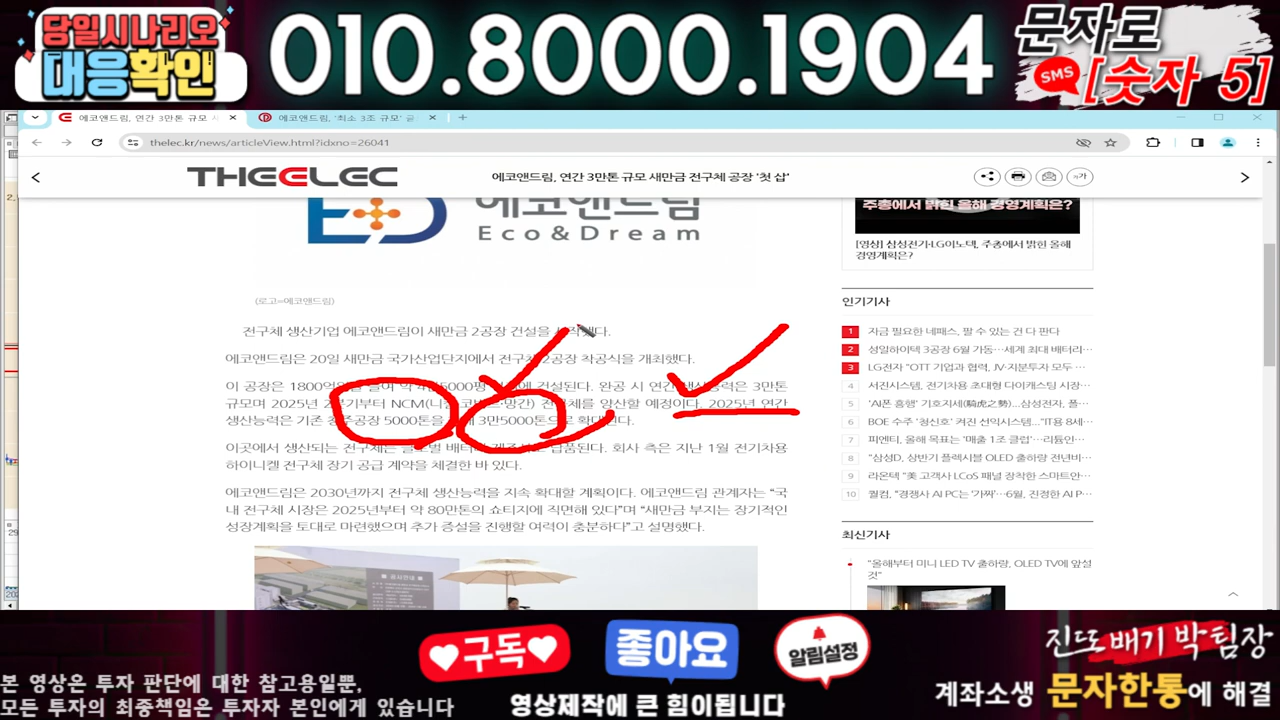 당일시나리오
대응확인
010.8000.1904
문자로
SMS
[숫자 5]
에코앤드림, 연간 3만톤 규모
에코앤드림, '최소 3조 규모'
thelec.kr/news/articleView.html?idxno=26041
THEELEC
에코앤드림, 연간 3만톤 규모 새만금 전구체 공장 '첫 삽'
가
에코앤드림
Eco&Dream
(로고=에코앤드림)
전구체 생산기업 에코앤드림이 새만금 2공장 건설을
에코앤드림은 20일 새만금 국가산업단지에서 전구체 2공장 착공식을 개최했다.
이 공장은 1800억 건설된다. 완공 시 연간 생산능력은 3만톤
규모며 2025년 NCM 전구체를 양산할 예정이다. 2025년 연간
생산능력은 기존 5000톤을 3만5000톤으로
이곳에서 생산되는 전구체는 글로벌 납품된다. 회사 측은 지난 1월 전기차용
하이니켈 전구체 장기 공급 계약을 체결한 바 있다.
에코앤드림은 2030년까지 전구체 생산능력을 지속 확대할 계획이다. 에코앤드림 관계자는 "국
내 전구체 시장은 2025년부터 약 80만톤의 쇼티지에 직면해 있다"며 "새만금 부지는 장기적인
성장계획을 토대로 마련했으며 추가 증설을 진행할 여력이 충분하다"고 설명했다.
주총에서 밝힌 올해 경영계획은?
[영상] 삼성전기·LG이노텍, 주총에서 밝힌 올해
경영계획은?
인기기사
1 자금 필요한 네패스, 팔 수 있는 건 다 판다
2 성일하이텍 3공장 6월 가동…세계 최대 배터리…
3 LG전자 "OTT 기업과 협력, JV·지분투자 모두 …
4 서진시스템, 전기차용 초대형 다이캐스팅 시장…
5 'AI폰 흥행' 기호지세(騎虎之勢)...삼성전자, 플…
6 BOE 수주 '청신호' 켜진 선익시스템…"IT용 8세…
7 피엔티, 올해 목표는 '매출 1조 클럽'…리튬인…
8 "삼성D, 상반기 플렉시블 OLED 출하량 전년비…
9 라온텍 "美 고객사 LCoS 패널 장착한 스마트안…
10 퀄컴, "경쟁사 AI PC는 '가짜'…6월, 진정한 AI P…
최신기사
"올해부터 미니 LED TV 출하량, OLED TV에 앞설
것"
구독
좋아요
알림설정
영상제작에 큰 힘이됩니다
본 영상은 투자 판단에 대한 참고용일뿐,
모든 투자의 최종책임은 투자자 본인에게 있습니다
진또배기 박팀장
계좌소생 문자한통에 해결